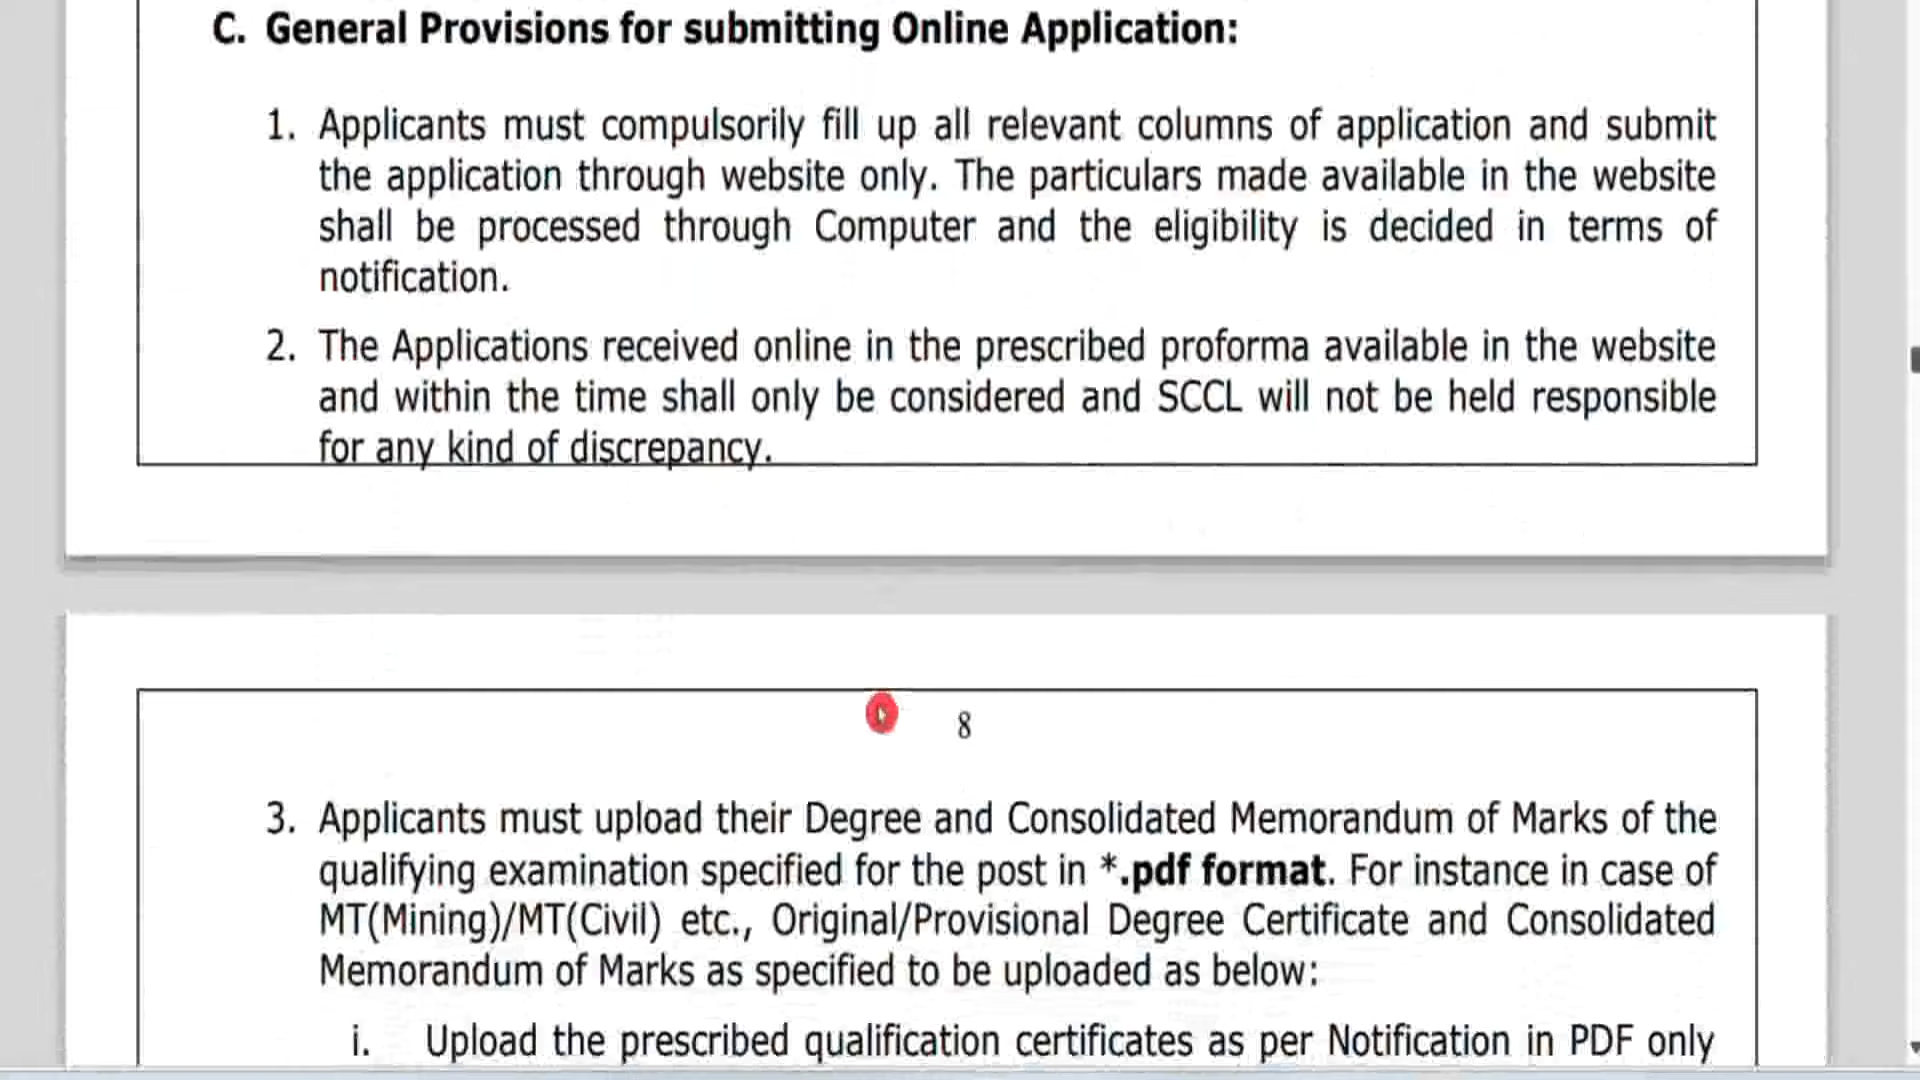 C. General Provisions for submitting Online Application:
1. Applicants must compulsorily fill up all relevant columns of application and submit
the application through website only. The particulars made available in the website
shall be processed through Computer and the eligibility is decided in terms of
notification.
2. The Applications received online in the prescribed proforma available in the website
and within the time shall only be considered and SCCL will not be held responsible
for any kind of discrepancy.
8
3. Applicants must upload their Degree and Consolidated Memorandum of Marks of the
qualifying examination specified for the post in *.pdf format. For instance in case of
MT(Mining)/MT(Civil) etc., Original/Provisional Degree Certificate and Consolidated
Memorandum of Marks as specified to be uploaded as below:
i. Upload the prescribed qualification certificates as per Notification in PDF only